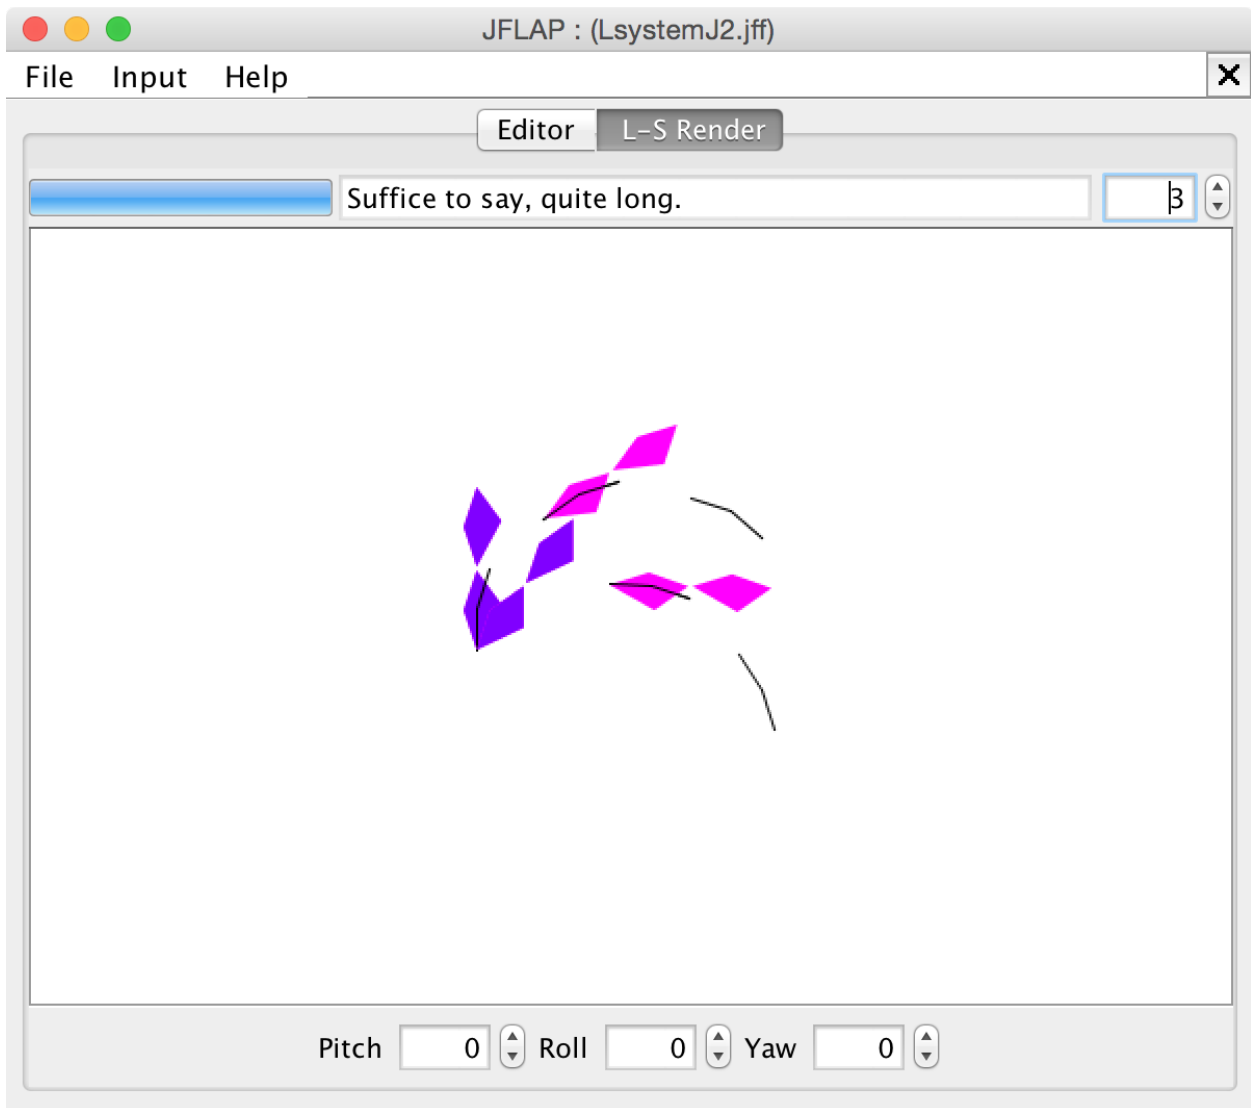 JFLAP : (LsystemJ2.jff)
File Input Help
Editor L-S Render
Suffice to say, quite long. 3
Pitch 0 Roll 0 Yaw 0